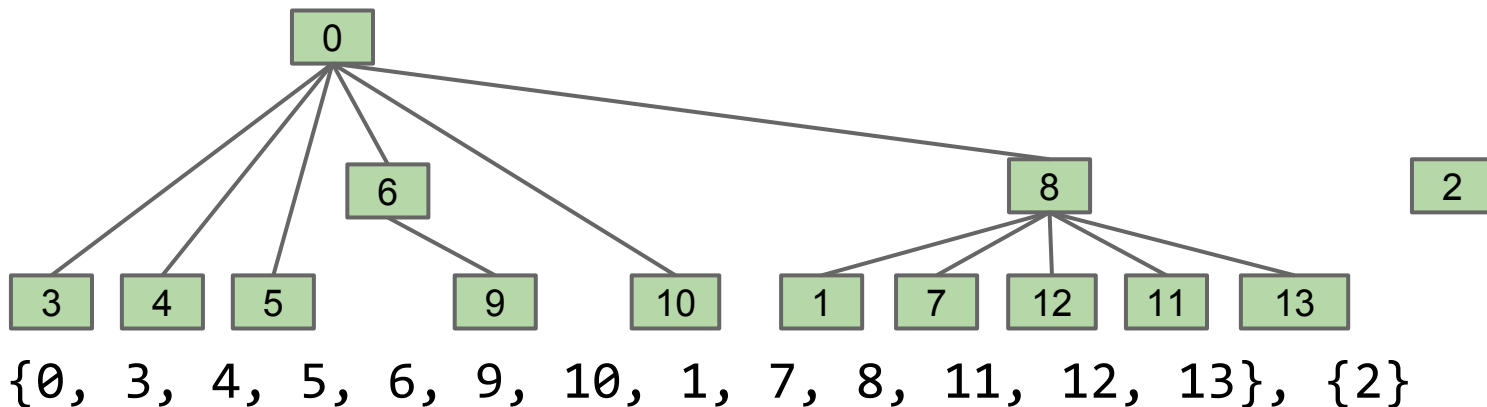 0
6 8 2
3 4 5 9 10 1 7 12 11 13
{0, 3, 4, 5, 6, 9, 10, 1, 7, 8, 11, 12, 13}, {2}